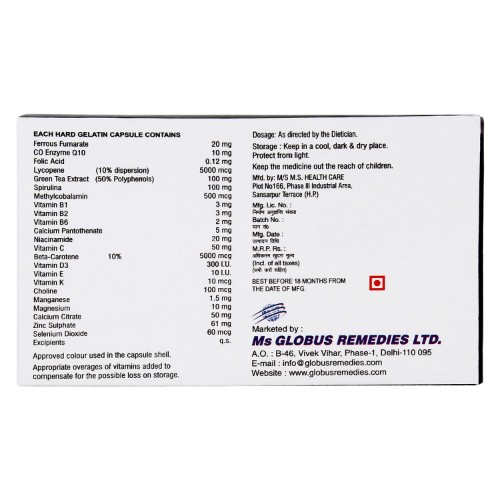 EACH HARD GELATIN CAPSULE CONTAINS
Ferrous Fumarate 20 mg
CO Enzyme Q10 10 mg
Folic Acid 0.12 mg
Lycopene (10% dispersion) 5000 mcg
Green Tea Extract (50% Polyphenols) 100 mg
Spirulina 100 mg
Methylcobalamin 500 mcg
Vitamin B1 3 mg
Vitamin B2 3 mg
Vitamin B6 2 mg
Calcium Pantothenate 5 mg
Niacinamide 20 mg
Vitamin C 50 mg
Beta-Carotene 10% 5000 mcg
Vitamin D3 300 I.U.
Vitamin E 10 I.U.
Vitamin K 10 mcg
Choline 100 mcg
Manganese 1.5 mg
Magnesium 10 mg
Calcium Citrate 50 mg
Zinc Sulphate 61 mg
Selenium Dioxide 60 mcg
Excipients q.s.
Approved colour used in the capsule shell.
Appropriate overages of vitamins added to
compensate for the possible loss on storage.
Dosage: As directed by the Dietician.
Storage : Keep in a cool, dark & dry place.
Protect from light.
Keep the medicine out the reach of children.
Mfd. by: M/S M.S. HEALTH CARE
Plot No166, Phase III Industrial Area,
Sansarpur Terrace (H.P.)
Mfg. Lic. No. :
निर्माण अनुज्ञप्ति संख्या
Batch No. :
घान सं०
Mfg. Date :
उत्पादन तिथि
M.R.P. Rs. :
अधिकतम खुदरा मूल्य
(Incl. of all taxes)
(सभी करों सहित)
BEST BEFORE 18 MONTHS FROM
THE DATE OF MFG.
Marketed by :
Ms GLOBUS REMEDIES LTD.
A.O. : B-46, Vivek Vihar, Phase-1, Delhi-110 095
E-mail : info@globusremedies.com
Website : www.globusremedies.com